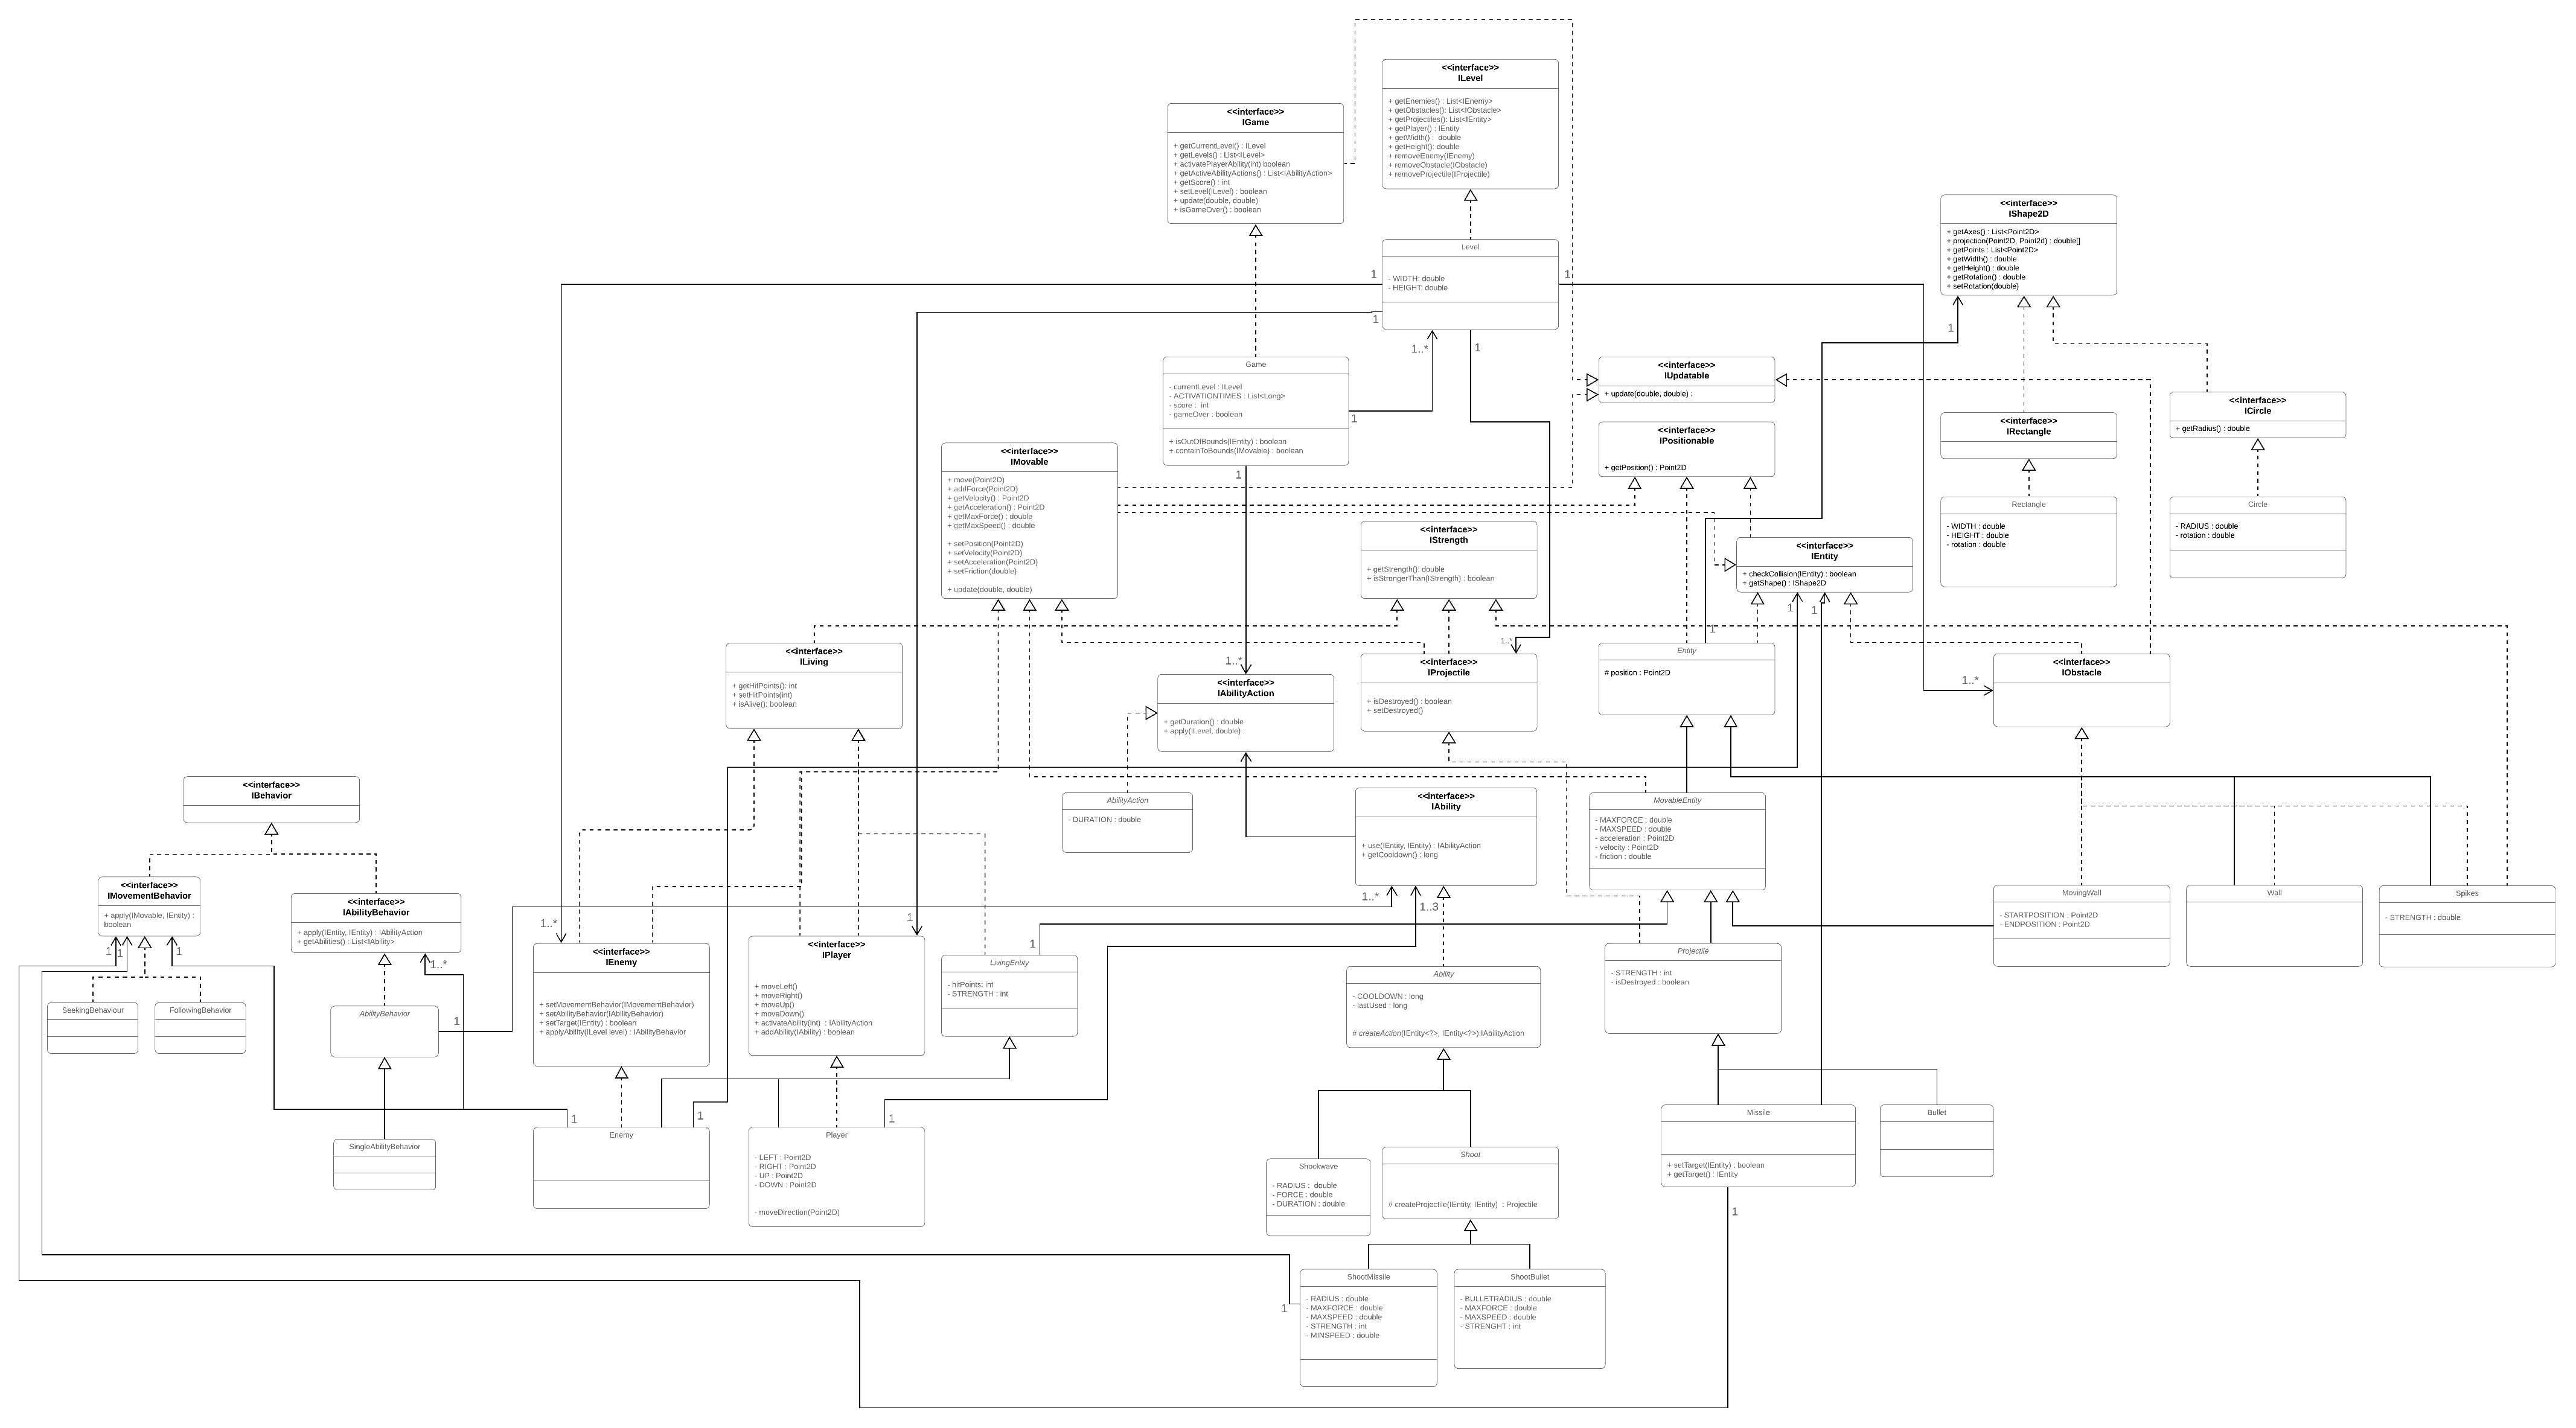 <<interface>>
ILevel
+ getEnemies() : List<IEnemy>
+ getObstacles(): List<IObstacle>
+ getProjectiles(): List<IEntity>
+ getPlayer() : IEntity
+ getWidth() :  double
+ getHeight(): double
+ removeEnemy(IEnemy)
+ removeObstacle(IObstacle)
+ removeProjectile(IProjectile)
<<interface>>
IGame
+ getCurrentLevel() : ILevel
+ getLevels() : List<ILevel>
+ activatePlayerAbility(int) boolean
+ getActiveAbilityActions() : List<IAbilityAction>
+ getScore() : int
+ setLevel(ILevel) : boolean
+ update(double, double)
+ isGameOver() : boolean
<<interface>>
IShape2D
+ getAxes() : List<Point2D>
+ projection(Point2D, Point2d) : double[]
+ getPoints : List<Point2D>
+ getWidth() : double
+ getHeight() : double
+ getRotation() : double
+ setRotation(double)
Level
- WIDTH: double
- HEIGHT: double
1
1
1
1
1..*
1
Game
- currentLevel : ILevel
- ACTIVATIONTIMES : List<Long>
- score :  int
- gameOver : boolean
+ isOutOfBounds(IEntity) : boolean
+ containToBounds(IMovable) : boolean
1
1
<<interface>>
IUpdatable
+ update(double, double) :
<<interface>>
IPositionable
+ getPosition() : Point2D
<<interface>>
IRectangle
<<interface>>
ICircle
+ getRadius() : double
<<interface>>
IMovable
+ move(Point2D)
+ addForce(Point2D)
+ getVelocity() : Point2D
+ getAcceleration() : Point2D
+ getMaxForce() : double
+ getMaxSpeed() : double
+ setPosition(Point2D)
+ setVelocity(Point2D)
+ setAcceleration(Point2D)
+ setFriction(double)
+ update(double, double)
<<interface>>
IStrength
+ getStrength(): double
+ isStrongerThan(IStrength) : boolean
<<interface>>
IEntity
+ checkCollision(IEntity) : boolean
+ getShape() : IShape2D
Rectangle
- WIDTH : double
- HEIGHT : double
- rotation : double
Circle
- RADIUS : double
- rotation : double
1
1
1
1..*
1..*
1..*
<<interface>>
ILiving
+ getHitPoints(): int
+ setHitPoints(int)
+ isAlive(): boolean
<<interface>>
IAbilityAction
+ getDuration() : double
+ apply(ILevel, double) :
<<interface>>
IProjectile
+ isDestroyed() : boolean
+ setDestroyed()
Entity
# position : Point2D
<<interface>>
IObstacle
<<interface>>
IBehavior
AbilityAction
- DURATION : double
<<interface>>
IAbility
+ use(IEntity, IEntity) : IAbilityAction
+ getCooldown() : long
MovableEntity
- MAXFORCE : double
- MAXSPEED : double
- acceleration : Point2D
- velocity : Point2D
- friction : double
<<interface>>
IMovementBehavior
+ apply(IMovable, IEntity) :
boolean
<<interface>>
IAbilityBehavior
+ apply(IEntity, IEntity) : IAbilityAction
+ getAbilities() : List<IAbility>
MovingWall
- STARTPOSITION : Point2D
- ENDPOSITION : Point2D
Wall
Spikes
- STRENGTH : double
1..*
1..3
1..*
1
1
1
1
1
1..*
1
<<interface>>
IEnemy
+ setMovementBehavior(IMovementBehavior)
+ setAbilityBehavior(IAbilityBehavior)
+ setTarget(IEntity) : boolean
+ applyAbility(ILevel level) : IAbilityBehavior
<<interface>>
IPlayer
+ moveLeft()
+ moveRight()
+ moveUp()
+ moveDown()
+ activateAbility(int)  : IAbilityAction
+ addAbility(IAbility) : boolean
LivingEntity
- hitPoints: int
- STRENGTH : int
Ability
- COOLDOWN : long
- lastUsed : long
# createAction(IEntity<?>, IEntity<?>):IAbilityAction
Projectile
- STRENGTH : int
- isDestroyed : boolean
SeekingBehaviour
FollowingBehavior
AbilityBehavior
SingleAbilityBehavior
1
1
1
Enemy
Player
- LEFT : Point2D
- RIGHT : Point2D
- UP : Point2D
- DOWN : Point2D
- moveDirection(Point2D)
Shockwave
- RADIUS :  double
- FORCE : double
- DURATION : double
Shoot
# createProjectile(IEntity, IEntity)  : Projectile
Missile
+ setTarget(IEntity) : boolean
+ getTarget() : IEntity
Bullet
1
1
ShootMissile
- RADIUS : double
- MAXFORCE : double
- MAXSPEED : double
- STRENGTH : int
- MINSPEED : double
ShootBullet
- BULLETRADIUS : double
- MAXFORCE : double
- MAXSPEED : double
- STRENGHT : int